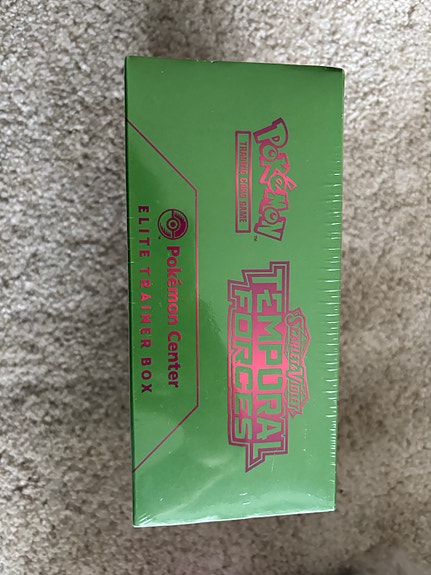 POKéMON
TRADING CARD GAME
SCARLET & VIOLET
TEMPORAL
FORCES
Pokémon Center
ELITE TRAINER BOX